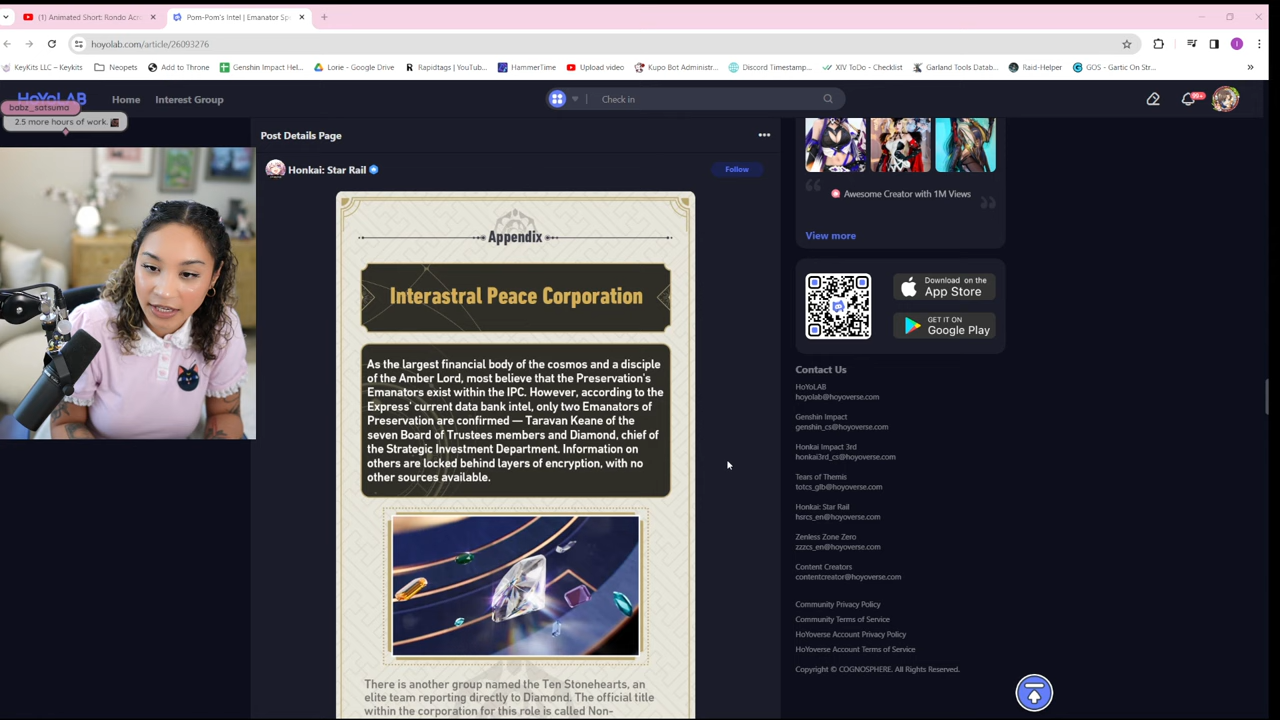 (1) Animated Short: Rondo Acr
Pom-Pom's Intel | Emanator Sp
hoyolab.com/article/26093276
KeyKits LLC – Keykits
Neopets
Add to Throne
Genshin Impact Hel...
Lorie - Google Drive
Rapidtags | YouTub...
HammerTime
Upload video
Kupo Bot Administr...
Discord Timestamp...
XIV ToDo - Checklist
Garland Tools Datab...
Raid-Helper
GOS - Gartic On Str...
HoYoLAB
Home
Interest Group
Check in
99+
babz_satsuma
2.5 more hours of work.
Post Details Page
Honkai: Star Rail
Follow
Appendix
Interastral Peace Corporation
As the largest financial body of the cosmos and a disciple
of the Amber Lord, most believe that the Preservation's
Emanators exist within the IPC. However, according to the
Express' current data bank intel, only two Emanators of
Preservation are confirmed — Taravan Keane of the
seven Board of Trustees members and Diamond, chief of
the Strategic Investment Department. Information on
others are locked behind layers of encryption, with no
other sources available.
There is another group named the Ten Stonehearts, an
elite team reporting directly to Diamond. The official title
within the corporation for this role is called Non-
Awesome Creator with 1M Views
View more
Download on the
App Store
GET IT ON
Google Play
Contact Us
HoYoLAB
hoyolab@hoyoverse.com
Genshin Impact
genshin_cs@hoyoverse.com
Honkai Impact 3rd
honkai3rd_cs@hoyoverse.com
Tears of Themis
totcs_glb@hoyoverse.com
Honkai: Star Rail
hsrcs_en@hoyoverse.com
Zenless Zone Zero
zzzcs_en@hoyoverse.com
Content Creators
contentcreator@hoyoverse.com
Community Privacy Policy
Community Terms of Service
HoYoverse Account Privacy Policy
HoYoverse Account Terms of Service
Copyright © COGNOSPHERE. All Rights Reserved.